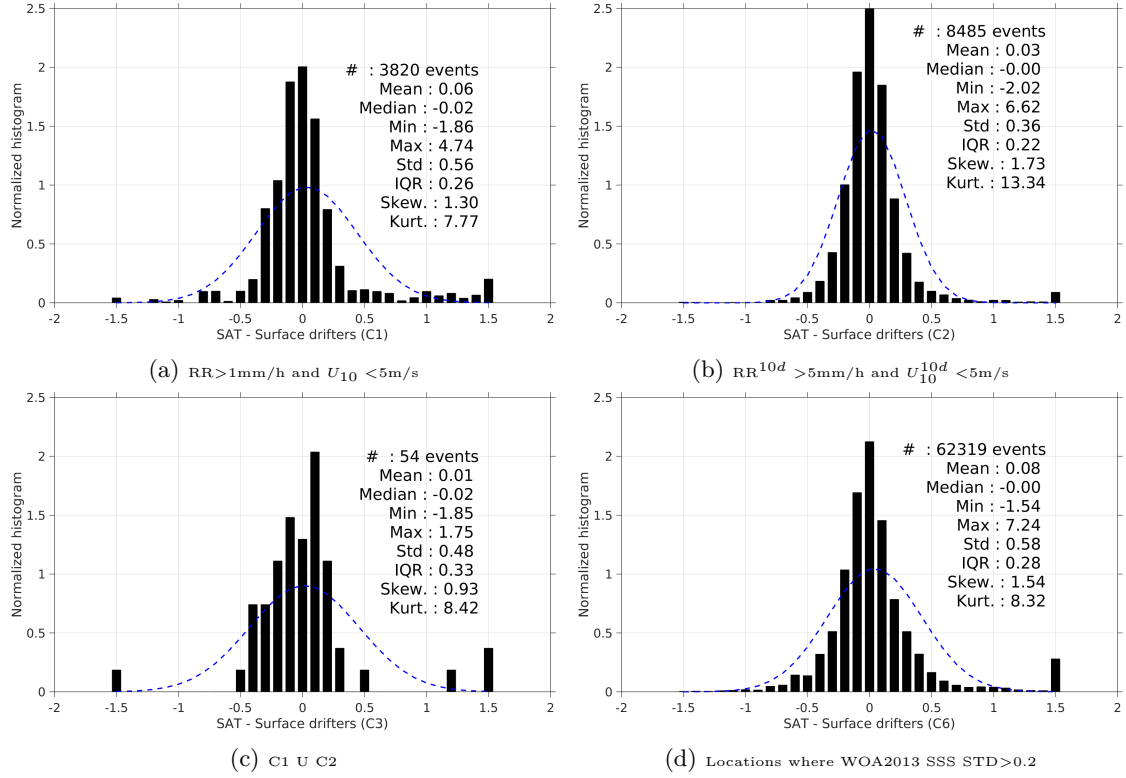 2.5
2
1.5
1
0.5
0
Normalized histogram
# : 3820 events
Mean : 0.06
Median : -0.02
Min : -1.86
Max : 4.74
Std : 0.56
IQR : 0.26
Skew. : 1.30
Kurt. : 7.77
-2 -1.5 -1 -0.5 0 0.5 1 1.5 2
SAT - Surface drifters (C1)
(a) RR>1mm/h and U10 <5m/s
2.5
2
1.5
1
0.5
0
Normalized histogram
# : 8485 events
Mean : 0.03
Median : -0.00
Min : -2.02
Max : 6.62
Std : 0.36
IQR : 0.22
Skew. : 1.73
Kurt. : 13.34
-2 -1.5 -1 -0.5 0 0.5 1 1.5 2
SAT - Surface drifters (C2)
(b) RR^10d >5mm/h and U_10^10d <5m/s
2.5
2
1.5
1
0.5
0
Normalized histogram
# : 54 events
Mean : 0.01
Median : -0.02
Min : -1.85
Max : 1.75
Std : 0.48
IQR : 0.33
Skew. : 0.93
Kurt. : 8.42
-2 -1.5 -1 -0.5 0 0.5 1 1.5 2
SAT - Surface drifters (C3)
(c) C1 U C2
2.5
2
1.5
1
0.5
0
Normalized histogram
# : 62319 events
Mean : 0.08
Median : -0.00
Min : -1.54
Max : 7.24
Std : 0.58
IQR : 0.28
Skew. : 1.54
Kurt. : 8.32
-2 -1.5 -1 -0.5 0 0.5 1 1.5 2
SAT - Surface drifters (C6)
(d) Locations where WOA2013 SSS STD>0.2